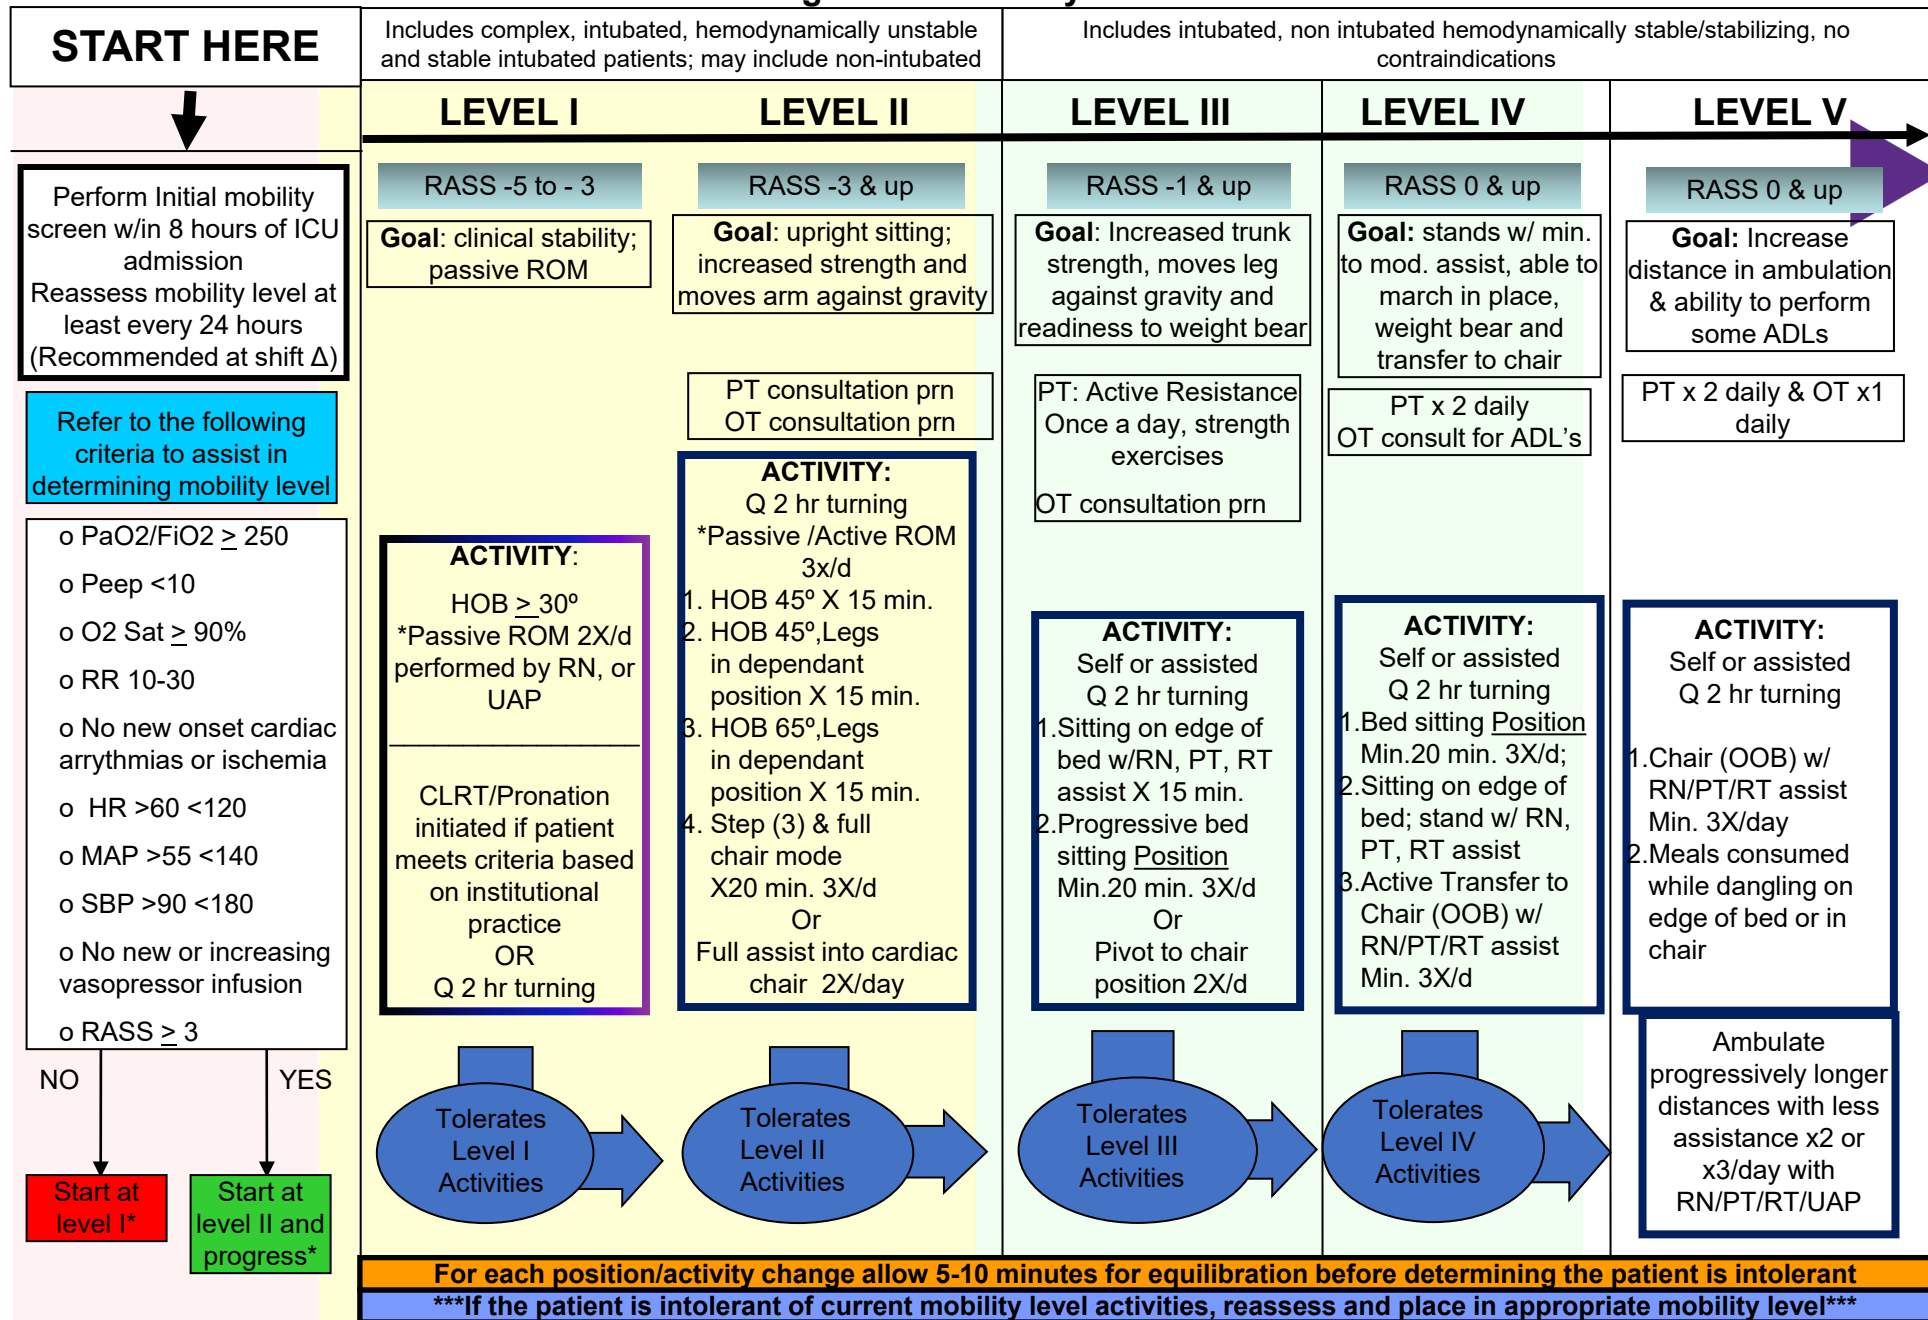 START HERE
Includes complex, intubated, hemodynamically unstable
and stable intubated patients; may include non-intubated
Includes intubated, non intubated hemodynamically stable/stabilizing, no
contraindications
Perform Initial mobility
screen w/in 8 hours of ICU
admission
Reassess mobility level at
least every 24 hours
(Recommended at shift Δ)
Refer to the following
criteria to assist in
determining mobility level
o PaO2/FiO2 ≥ 250
o Peep <10
o O2 Sat ≥ 90%
o RR 10-30
o No new onset cardiac
arrythmias or ischemia
o HR >60 <120
o MAP >55 <140
o SBP >90 <180
o No new or increasing
vasopressor infusion
o RASS ≥ 3
NO
YES
Start at
level I*
Start at
level II and
progress*
LEVEL I
RASS -5 to - 3
Goal: clinical stability;
passive ROM
ACTIVITY:
HOB ≥ 30º
*Passive ROM 2X/d
performed by RN, or
UAP
CLRT/Pronation
initiated if patient
meets criteria based
on institutional
practice
OR
Q 2 hr turning
Tolerates
Level I
Activities
LEVEL II
RASS -3 & up
Goal: upright sitting;
increased strength and
moves arm against gravity
PT consultation prn
OT consultation prn
ACTIVITY:
Q 2 hr turning
*Passive /Active ROM
3x/d
1. HOB 45º X 15 min.
2. HOB 45º,Legs
in dependant
position X 15 min.
3. HOB 65º,Legs
in dependant
position X 15 min.
4. Step (3) & full
chair mode
X20 min. 3X/d
Or
Full assist into cardiac
chair 2X/day
Tolerates
Level II
Activities
LEVEL III
RASS -1 & up
Goal: Increased trunk
strength, moves leg
against gravity and
readiness to weight bear
PT: Active Resistance
Once a day, strength
exercises
OT consultation prn
ACTIVITY:
Self or assisted
Q 2 hr turning
1.Sitting on edge of
bed w/RN, PT, RT
assist X 15 min.
2.Progressive bed
sitting Position
Min.20 min. 3X/d
Or
Pivot to chair
position 2X/d
Tolerates
Level III
Activities
LEVEL IV
RASS 0 & up
Goal: stands w/ min.
to mod. assist, able to
march in place,
weight bear and
transfer to chair
PT x 2 daily
OT consult for ADL's
ACTIVITY:
Self or assisted
Q 2 hr turning
1.Bed sitting Position
Min.20 min. 3X/d;
2.Sitting on edge of
bed; stand w/ RN,
PT, RT assist
3.Active Transfer to
Chair (OOB) w/
RN/PT/RT assist
Min. 3X/d
Tolerates
Level IV
Activities
LEVEL V
RASS 0 & up
Goal: Increase
distance in ambulation
& ability to perform
some ADLs
PT x 2 daily & OT x1
daily
ACTIVITY:
Self or assisted
Q 2 hr turning
1.Chair (OOB) w/
RN/PT/RT assist
Min. 3X/day
2.Meals consumed
while dangling on
edge of bed or in
chair
Ambulate
progressively longer
distances with less
assistance x2 or
x3/day with
RN/PT/RT/UAP
For each position/activity change allow 5-10 minutes for equilibration before determining the patient is intolerant
***If the patient is intolerant of current mobility level activities, reassess and place in appropriate mobility level***